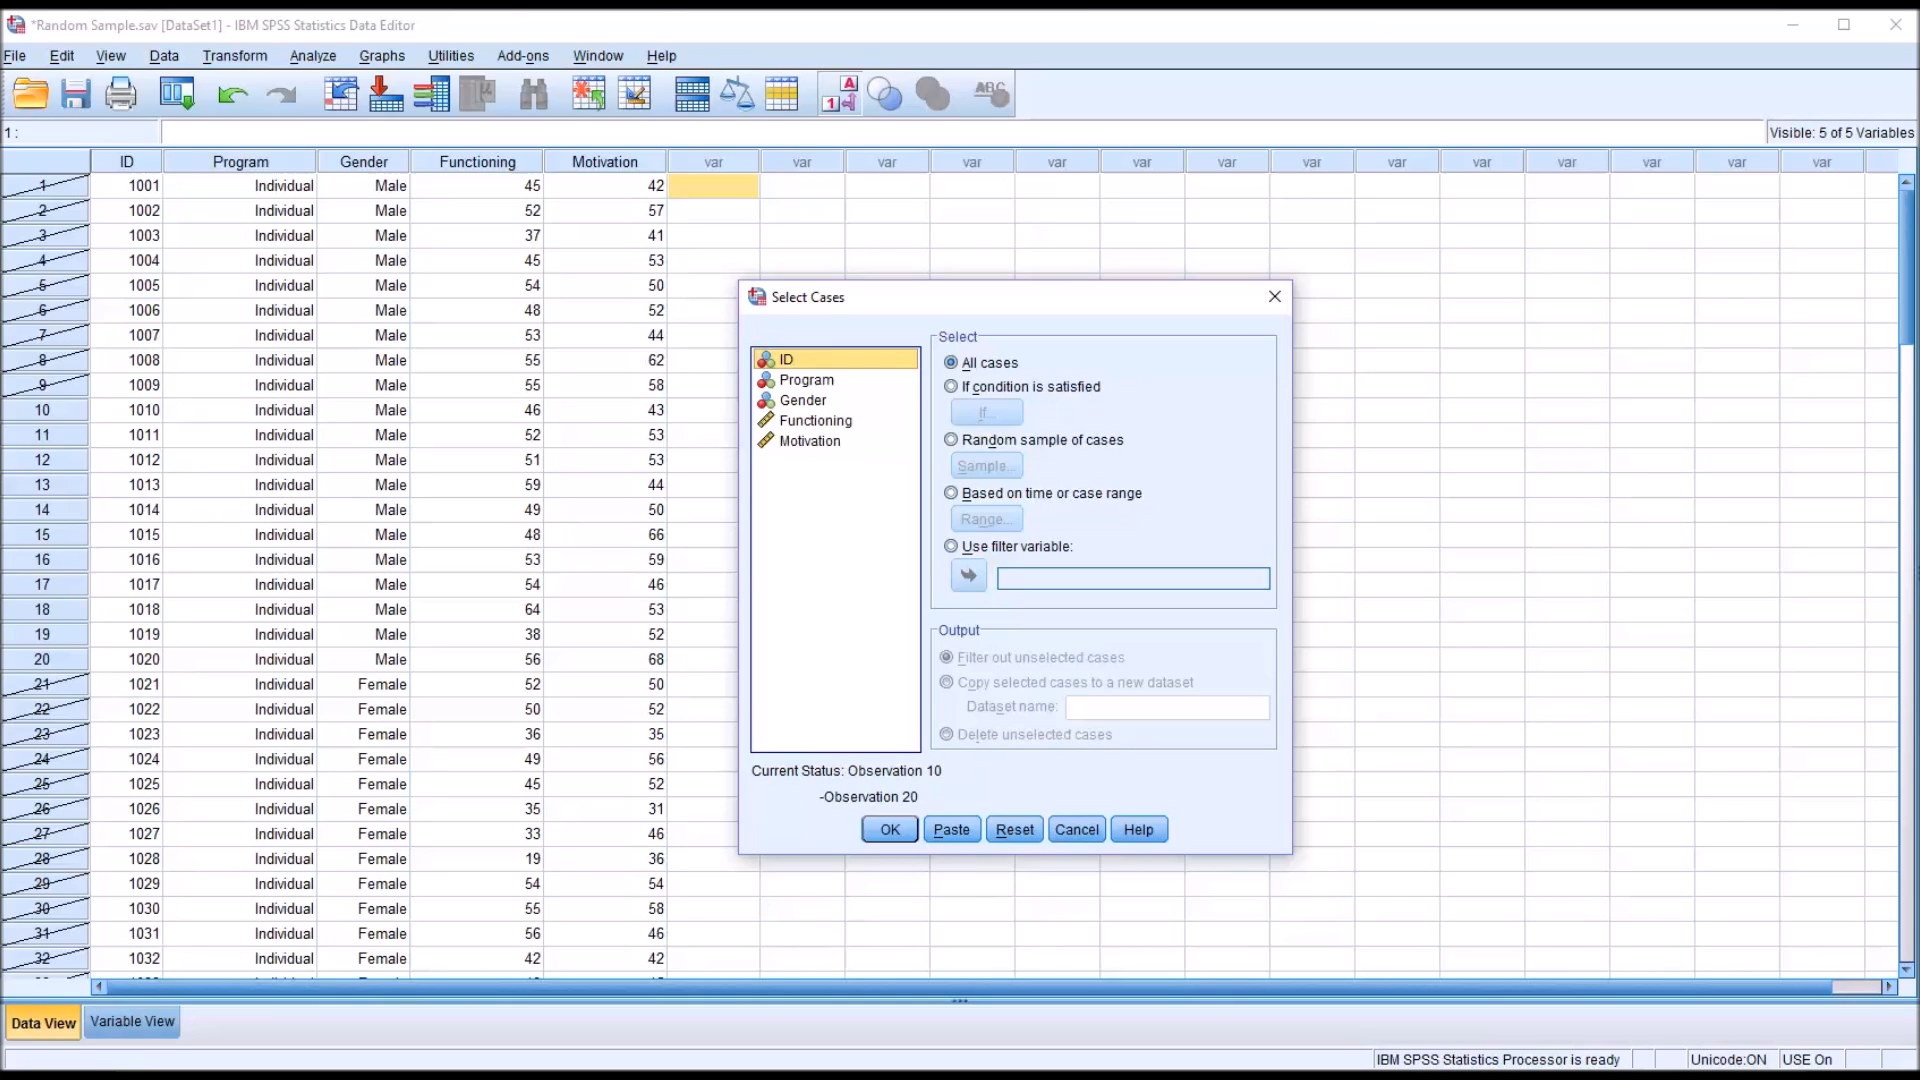 *Random Sample.sav [DataSet1] - IBM SPSS Statistics Data Editor
File Edit View Data Transform Analyze Graphs Utilities Add-ons Window Help
1 A ABC
1 : Visible: 5 of 5 Variables
ID Program Gender Functioning Motivation var var var var var var var var var var var var var var
1 1001 Individual Male 45 42
2 1002 Individual Male 52 57
3 1003 Individual Male 37 41
4 1004 Individual Male 45 53
5 1005 Individual Male 54 50
6 1006 Individual Male 48 52
7 1007 Individual Male 53 44
8 1008 Individual Male 55 62
9 1009 Individual Male 55 58
10 1010 Individual Male 46 43
11 1011 Individual Male 52 53
12 1012 Individual Male 51 53
13 1013 Individual Male 59 44
14 1014 Individual Male 49 50
15 1015 Individual Male 48 66
16 1016 Individual Male 53 59
17 1017 Individual Male 54 46
18 1018 Individual Male 64 53
19 1019 Individual Male 38 52
20 1020 Individual Male 56 68
21 1021 Individual Female 52 50
22 1022 Individual Female 50 52
23 1023 Individual Female 36 35
24 1024 Individual Female 49 56
25 1025 Individual Female 45 52
26 1026 Individual Female 35 31
27 1027 Individual Female 33 46
28 1028 Individual Female 19 36
29 1029 Individual Female 54 54
30 1030 Individual Female 55 58
31 1031 Individual Female 56 46
32 1032 Individual Female 42 42
Select Cases
ID
Program
Gender
Functioning
Motivation
Select
All cases
If condition is satisfied
If...
Random sample of cases
Sample...
Based on time or case range
Range...
Use filter variable:
Output
Filter out unselected cases
Copy selected cases to a new dataset
Dataset name:
Delete unselected cases
Current Status: Observation 10
-Observation 20
OK Paste Reset Cancel Help
Data View Variable View
IBM SPSS Statistics Processor is ready Unicode:ON USE On